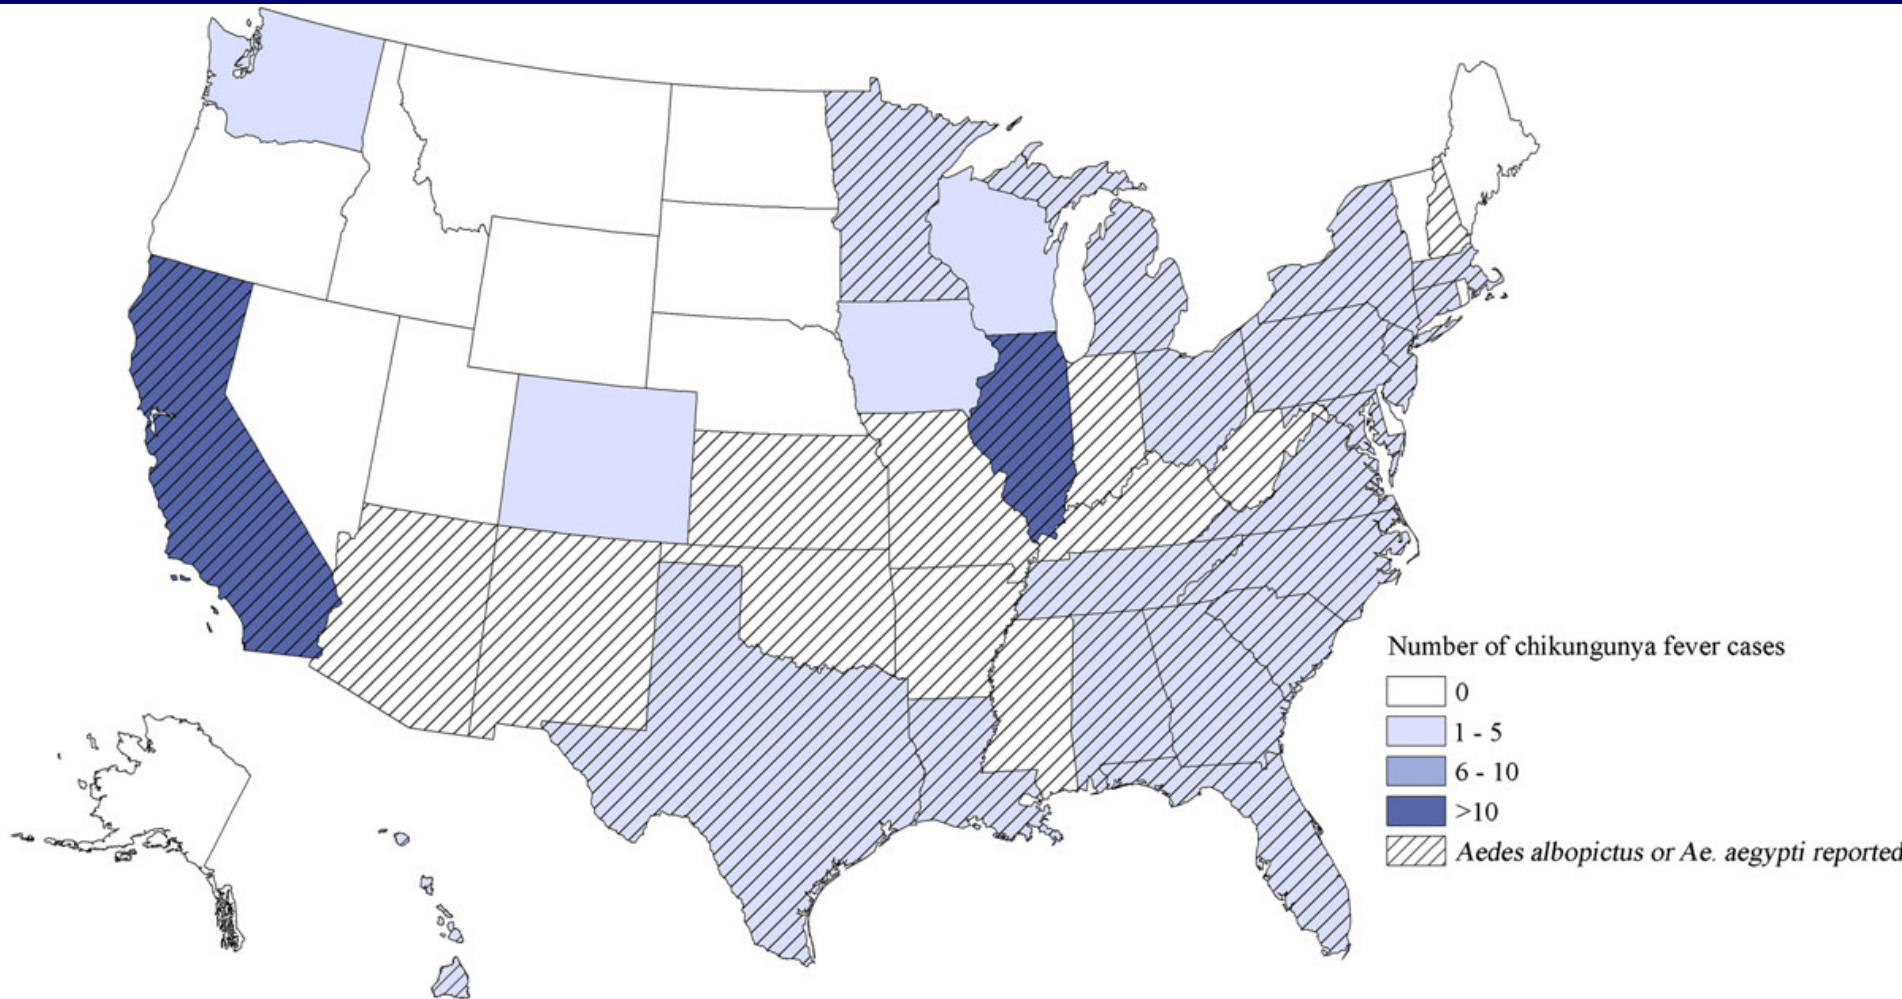 Number of chikungunya fever cases
0
1 - 5
6 - 10
>10
Aedes albopictus or Ae. aegypti reported